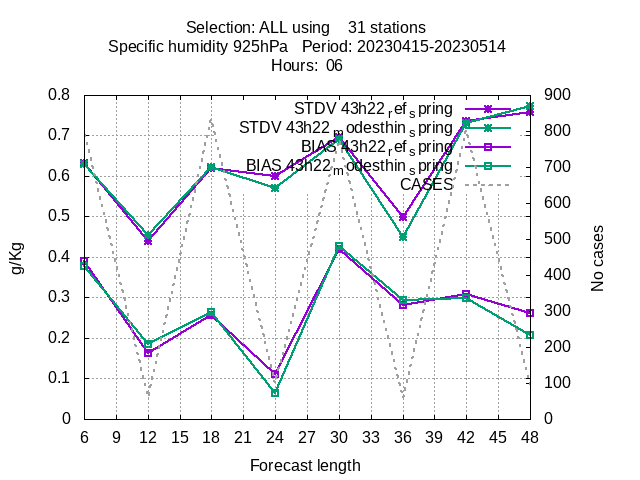 Selection: ALL using 31 stations
Specific humidity 925hPa Period: 20230415-20230514
Hours: 06
STDV 43h22_ref_spring
STDV 43h22_modesthin_spring
BIAS 43h22_ref_spring
BIAS 43h22_modesthin_spring
CASES
g/Kg
0.8
0.7
0.6
0.5
0.4
0.3
0.2
0.1
0
900
800
700
600
500
400
300
200
100
0
No cases
6 9 12 15 18 21 24 27 30 33 36 39 42 45 48
Forecast length